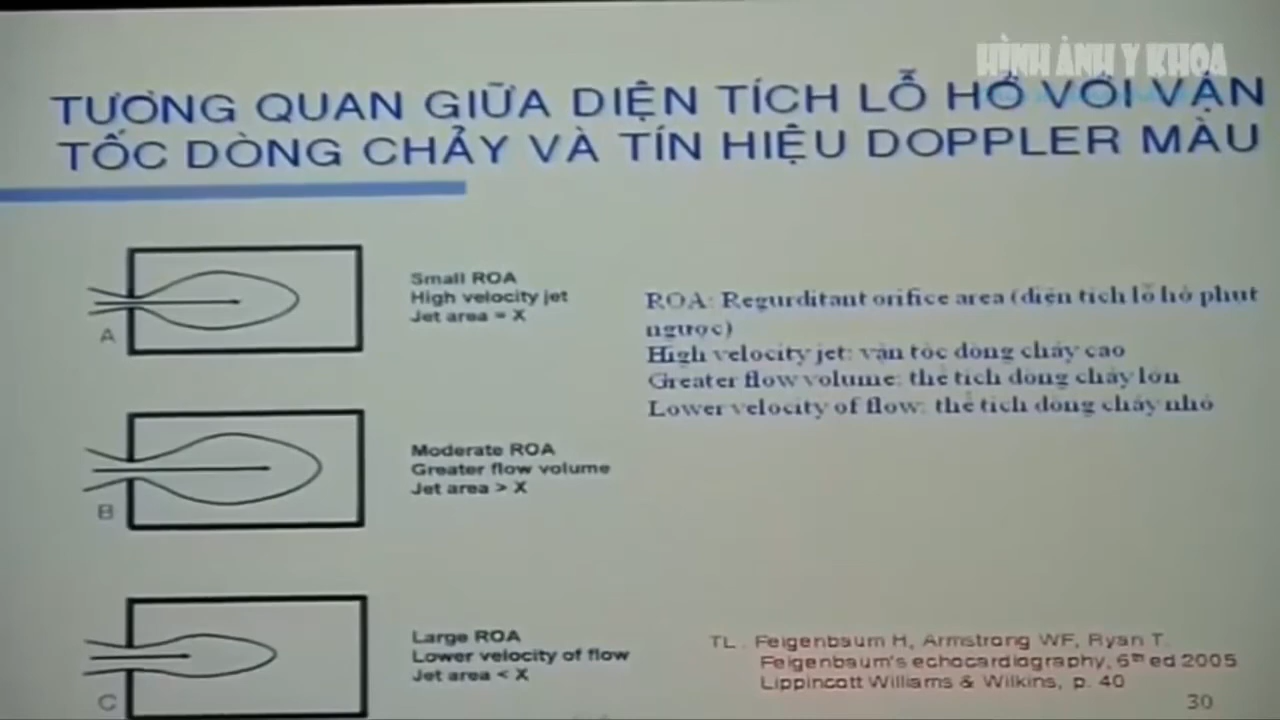 HÌNH ẢNH Y KHOA
TƯƠNG QUAN GIỮA DIỆN TÍCH LỖ HỞ VỚI VẬN
TỐC DÒNG CHẢY VÀ TÍN HIỆU DOPPLER MÀU
Small ROA
High velocity jet
Jet area = X
A
ROA: Regurditant orifice area (diện tích lỗ hở phụt
ngược)
High velocity jet: vận tốc dòng chảy cao
Greater flow volume: thể tích dòng chảy lớn
Lower velocity of flow: thể tích dòng chảy nhỏ
Moderate ROA
Greater flow volume
Jet area > X
B
Large ROA
Lower velocity of flow
Jet area < X
C
TL : Feigenbaum H, Armstrong WF, Ryan T.
Feigenbaum's echocardiography, 6th ed 2005
Lippincott Williams & Wilkins, p. 40
30